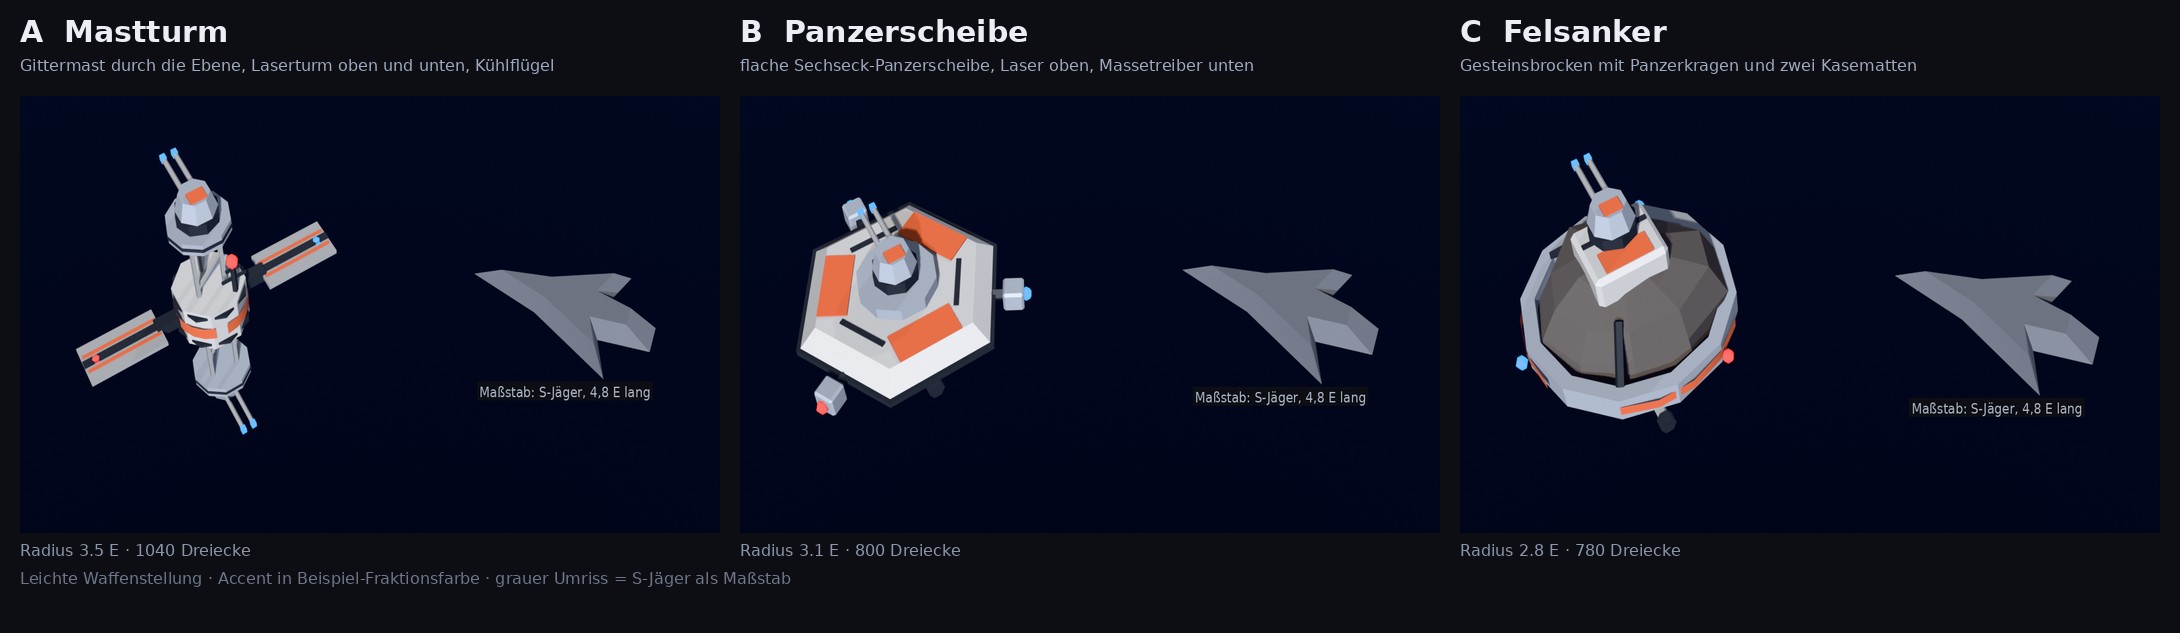 A Mastturm
Gittermast durch die Ebene, Laserturm oben und unten, Kühlflügel
Maßstab: S-Jäger, 4,8 E lang
Radius 3.5 E · 1040 Dreiecke
B Panzerscheibe
flache Sechseck-Panzerscheibe, Laser oben, Massetreiber unten
Maßstab: S-Jäger, 4,8 E lang
Radius 3.1 E · 800 Dreiecke
C Felsanker
Gesteinsbrocken mit Panzerkragen und zwei Kasematten
Maßstab: S-Jäger, 4,8 E lang
Radius 2.8 E · 780 Dreiecke
Leichte Waffenstellung · Accent in Beispiel-Fraktionsfarbe · grauer Umriss = S-Jäger als Maßstab